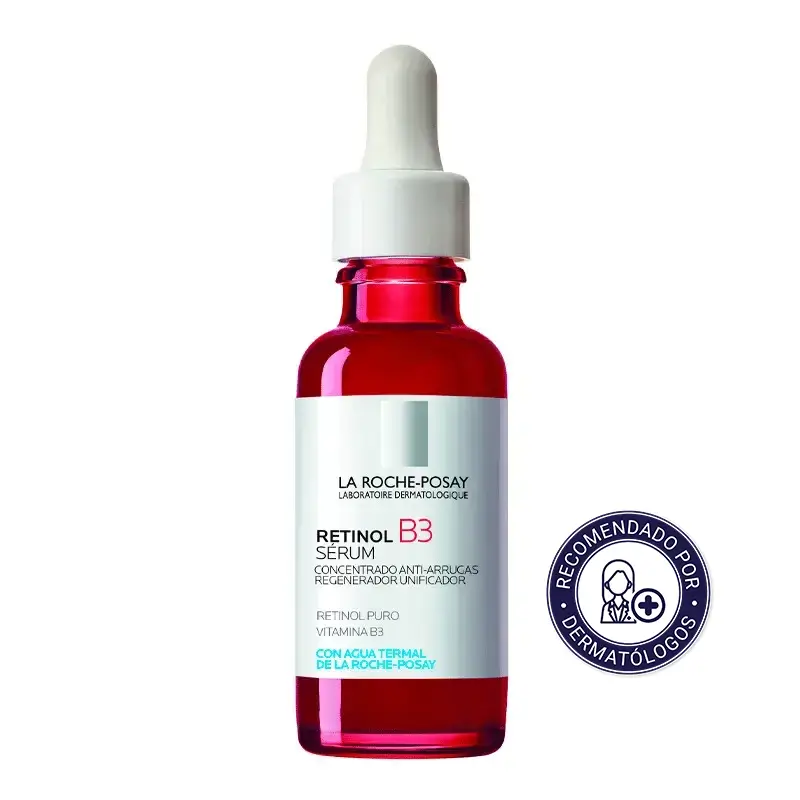 LA ROCHE-POSAY
LABORATOIRE DERMATOLOGIQUE
RETINOL B3
SÉRUM
CONCENTRADO ANTI-ARRUGAS
REGENERADOR UNIFICADOR
RETINOL PURO
VITAMINA B3
CON AGUA TERMAL
DE LA ROCHE-POSAY
RECOMENDADO POR
DERMATÓLOGOS